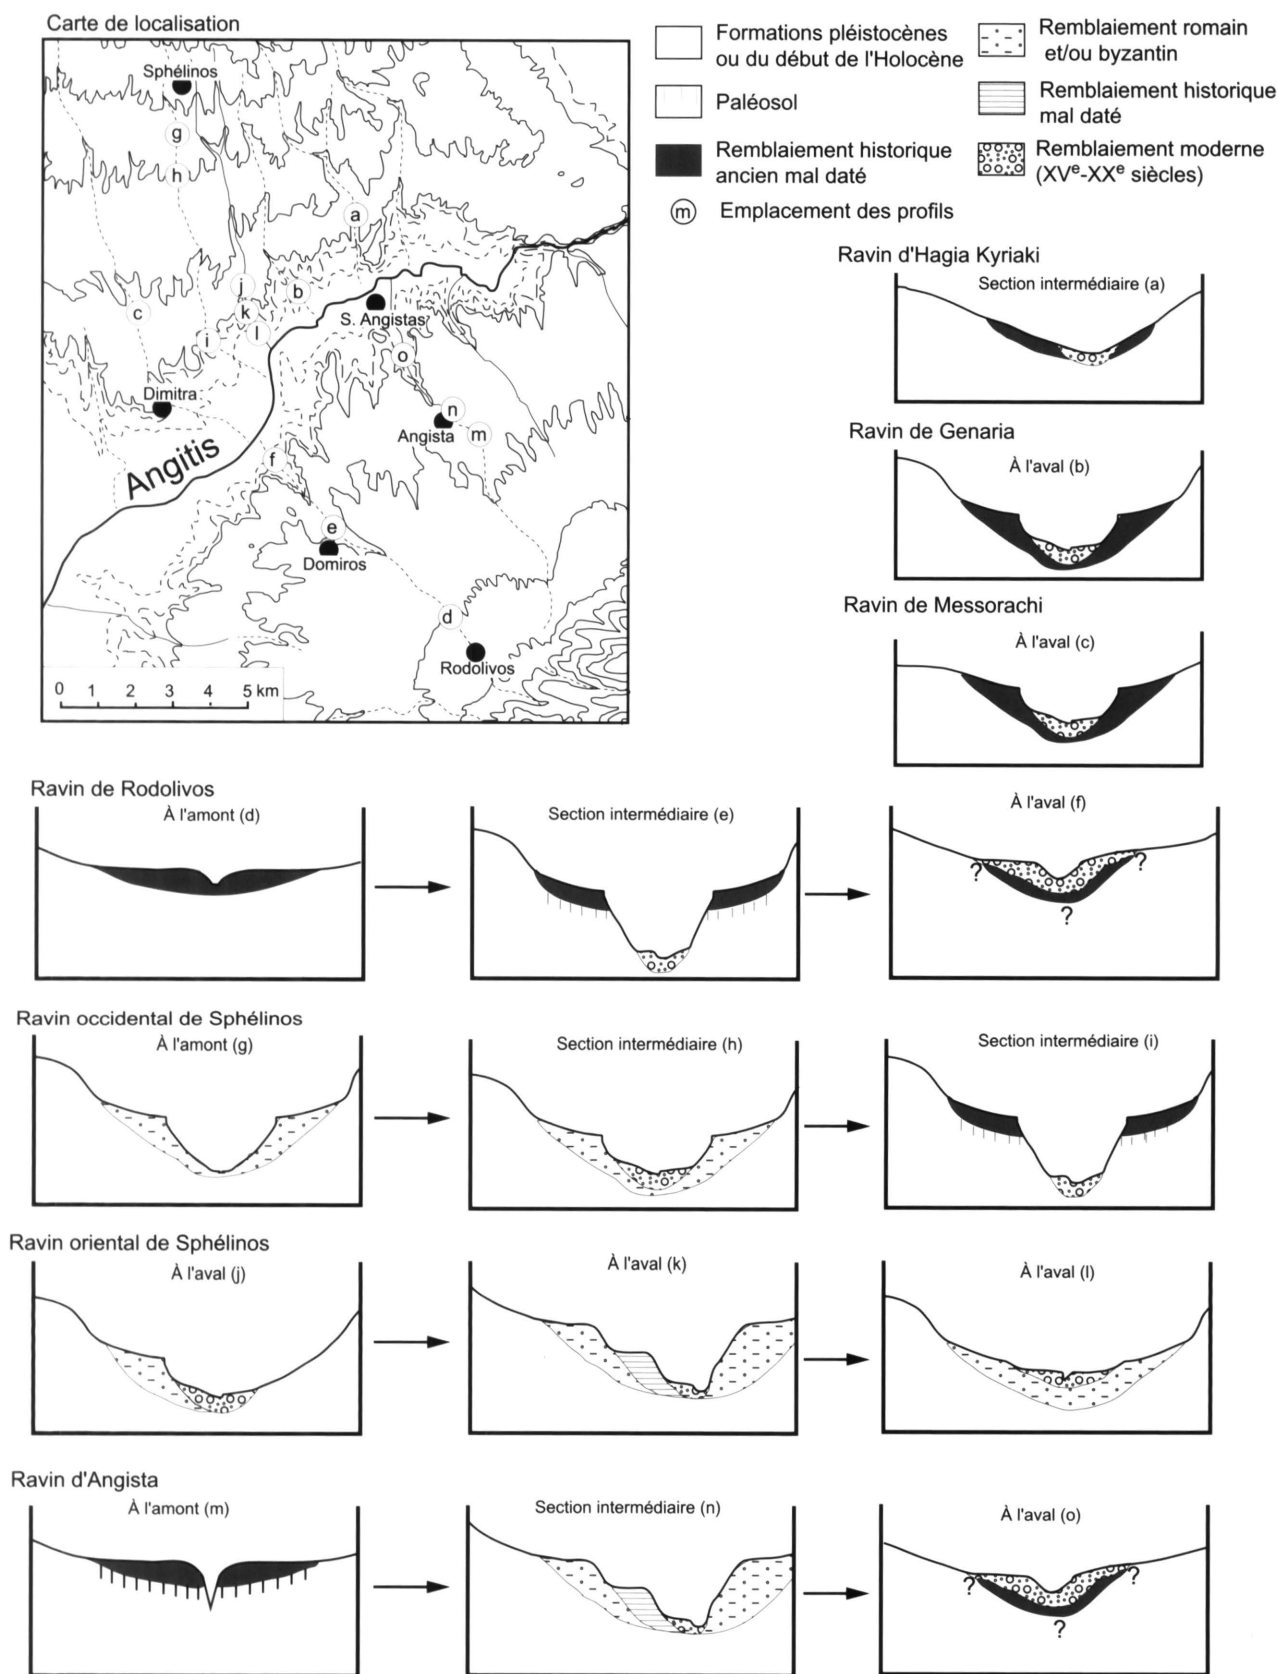 Carte de localisation
Sphélinos
g
h
a
j
b
c
k
S. Angistas
l
i
o
Dimitra
n
Angista
m
Angitis
f
e
Domiros
d
Rodolivos
0 1 2 3 4 5 km
Formations pléistocènes
ou du début de l'Holocène
Paléosol
Remblaiement historique
ancien mal daté
Remblaiement romain
et/ou byzantin
Remblaiement historique
mal daté
Remblaiement moderne
(XVe-XXe siècles)
m Emplacement des profils
Ravin d'Hagia Kyriaki
Section intermédiaire (a)
Ravin de Genaria
À l'aval (b)
Ravin de Messorachi
À l'aval (c)
Ravin de Rodolivos
À l'amont (d)
Section intermédiaire (e)
À l'aval (f)
? ?
?
Ravin occidental de Sphélinos
À l'amont (g)
Section intermédiaire (h)
Section intermédiaire (i)
Ravin oriental de Sphélinos
À l'aval (j)
À l'aval (k)
À l'aval (l)
Ravin d'Angista
À l'amont (m)
Section intermédiaire (n)
À l'aval (o)
? ?
?